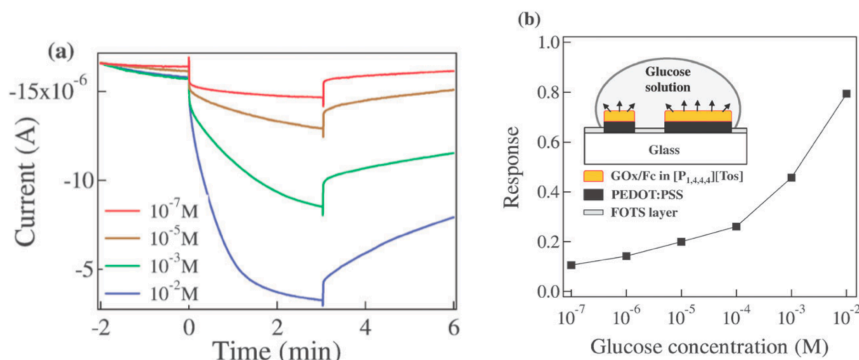 (a)
Current (A)
-15x10⁻⁶
-10
-5
10⁻⁷M
10⁻⁵M
10⁻³M
10⁻²M
-2 0 2 4 6
Time (min)
(b)
Response
1.0
0.8
0.6
0.4
0.2
0.0
Glucose
solution
Glass
GOx/Fc in [P₁,₄,₄,₄][Tos]
PEDOT:PSS
FOTS layer
10⁻⁷ 10⁻⁶ 10⁻⁵ 10⁻⁴ 10⁻³ 10⁻²
Glucose concentration (M)